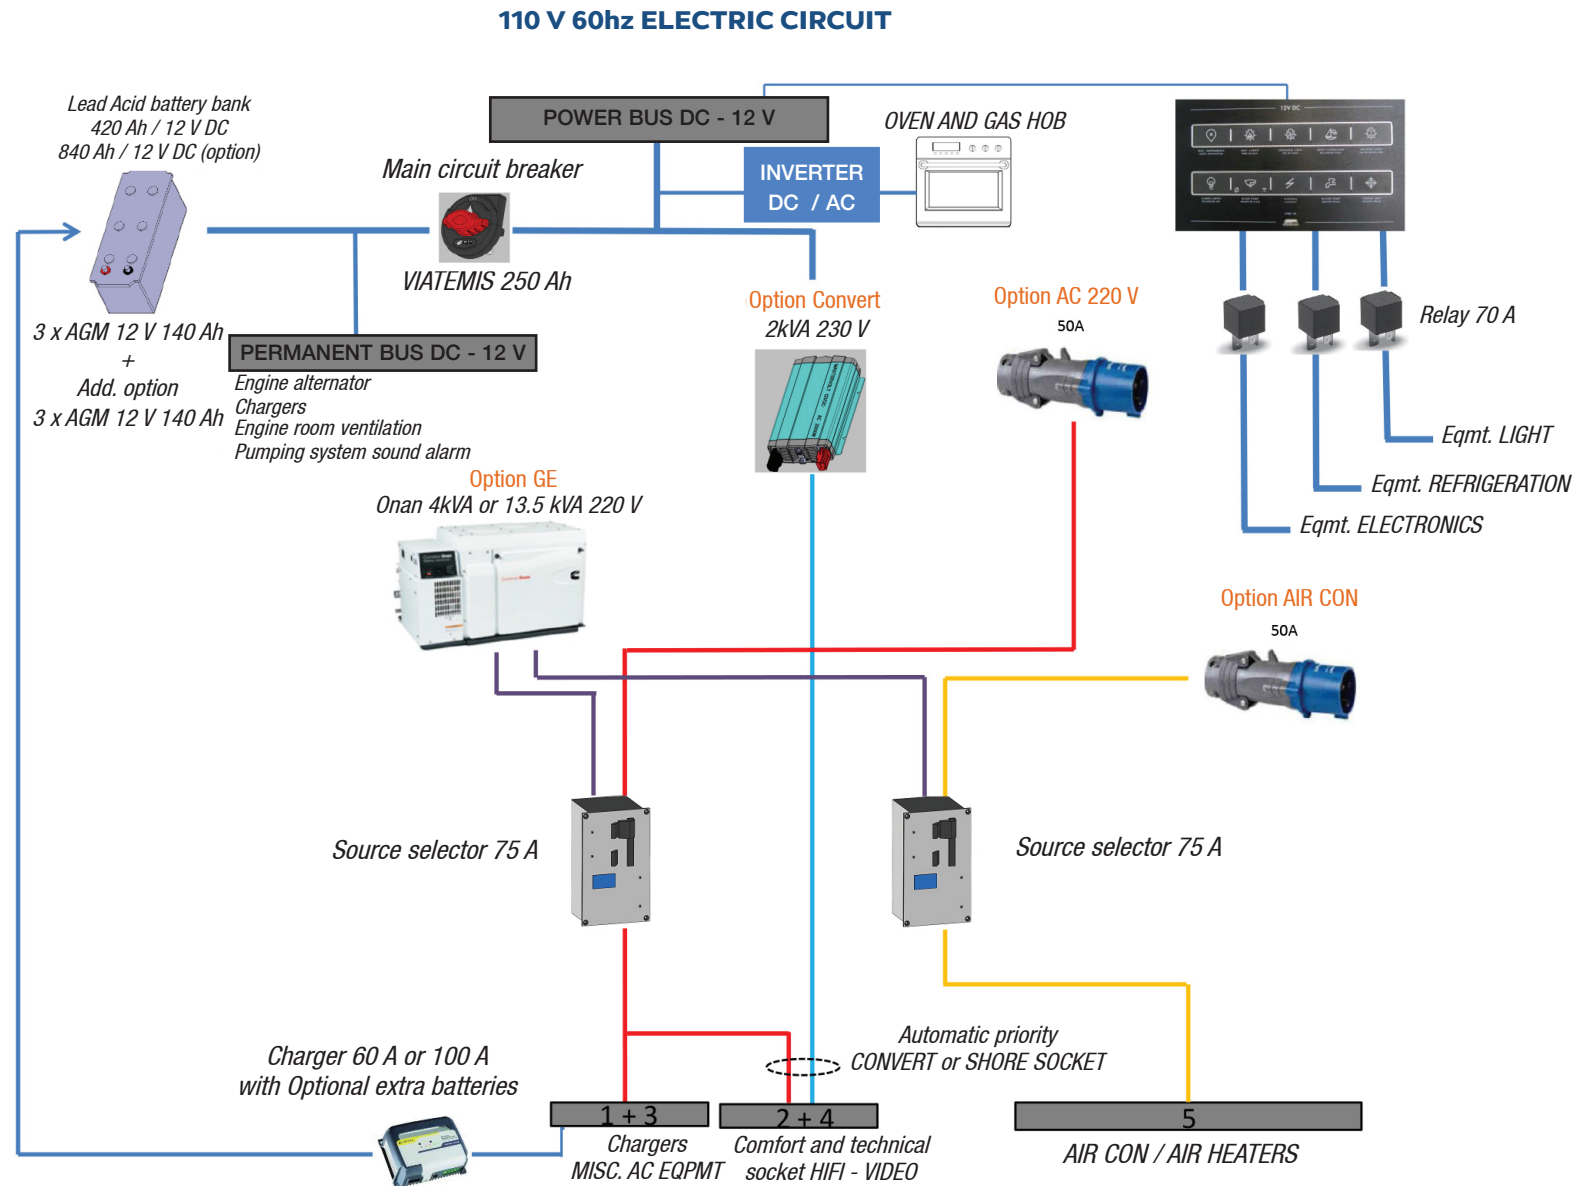 110 V 60hz ELECTRIC CIRCUIT
Lead Acid battery bank
420 Ah / 12 V DC
840 Ah / 12 V DC (option)
POWER BUS DC - 12 V
OVEN AND GAS HOB
12V DC
Main circuit breaker
INVERTER
DC / AC
VIATEMIS 250 Ah
3 x AGM 12 V 140 Ah
+
Add. option
3 x AGM 12 V 140 Ah
PERMANENT BUS DC - 12 V
Engine alternator
Chargers
Engine room ventilation
Pumping system sound alarm
Option Convert
2kVA 230 V
Option AC 220 V
50A
Relay 70 A
Eqmt. LIGHT
Eqmt. REFRIGERATION
Eqmt. ELECTRONICS
Option GE
Onan 4kVA or 13.5 kVA 220 V
Option AIR CON
50A
Source selector 75 A
Source selector 75 A
Automatic priority
CONVERT or SHORE SOCKET
Charger 60 A or 100 A
with Optional extra batteries
1 + 3
Chargers
MISC. AC EQPMT
2 + 4
Comfort and technical
socket HIFI - VIDEO
5
AIR CON / AIR HEATERS